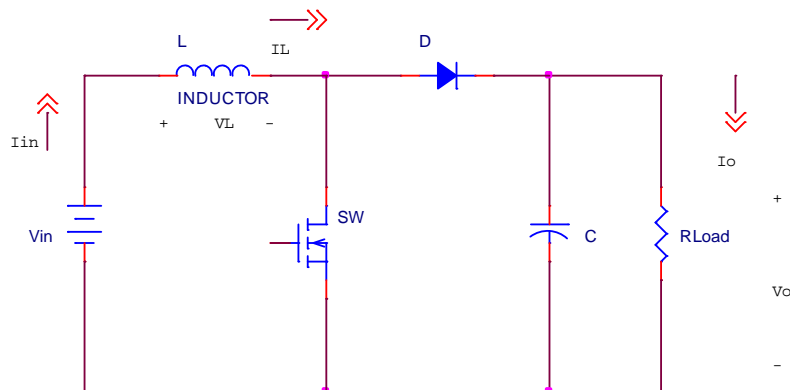 L
IL
D
INDUCTOR
+ VL -
Iin
Io
+
SW
Vin
C
RLoad
Vo
-